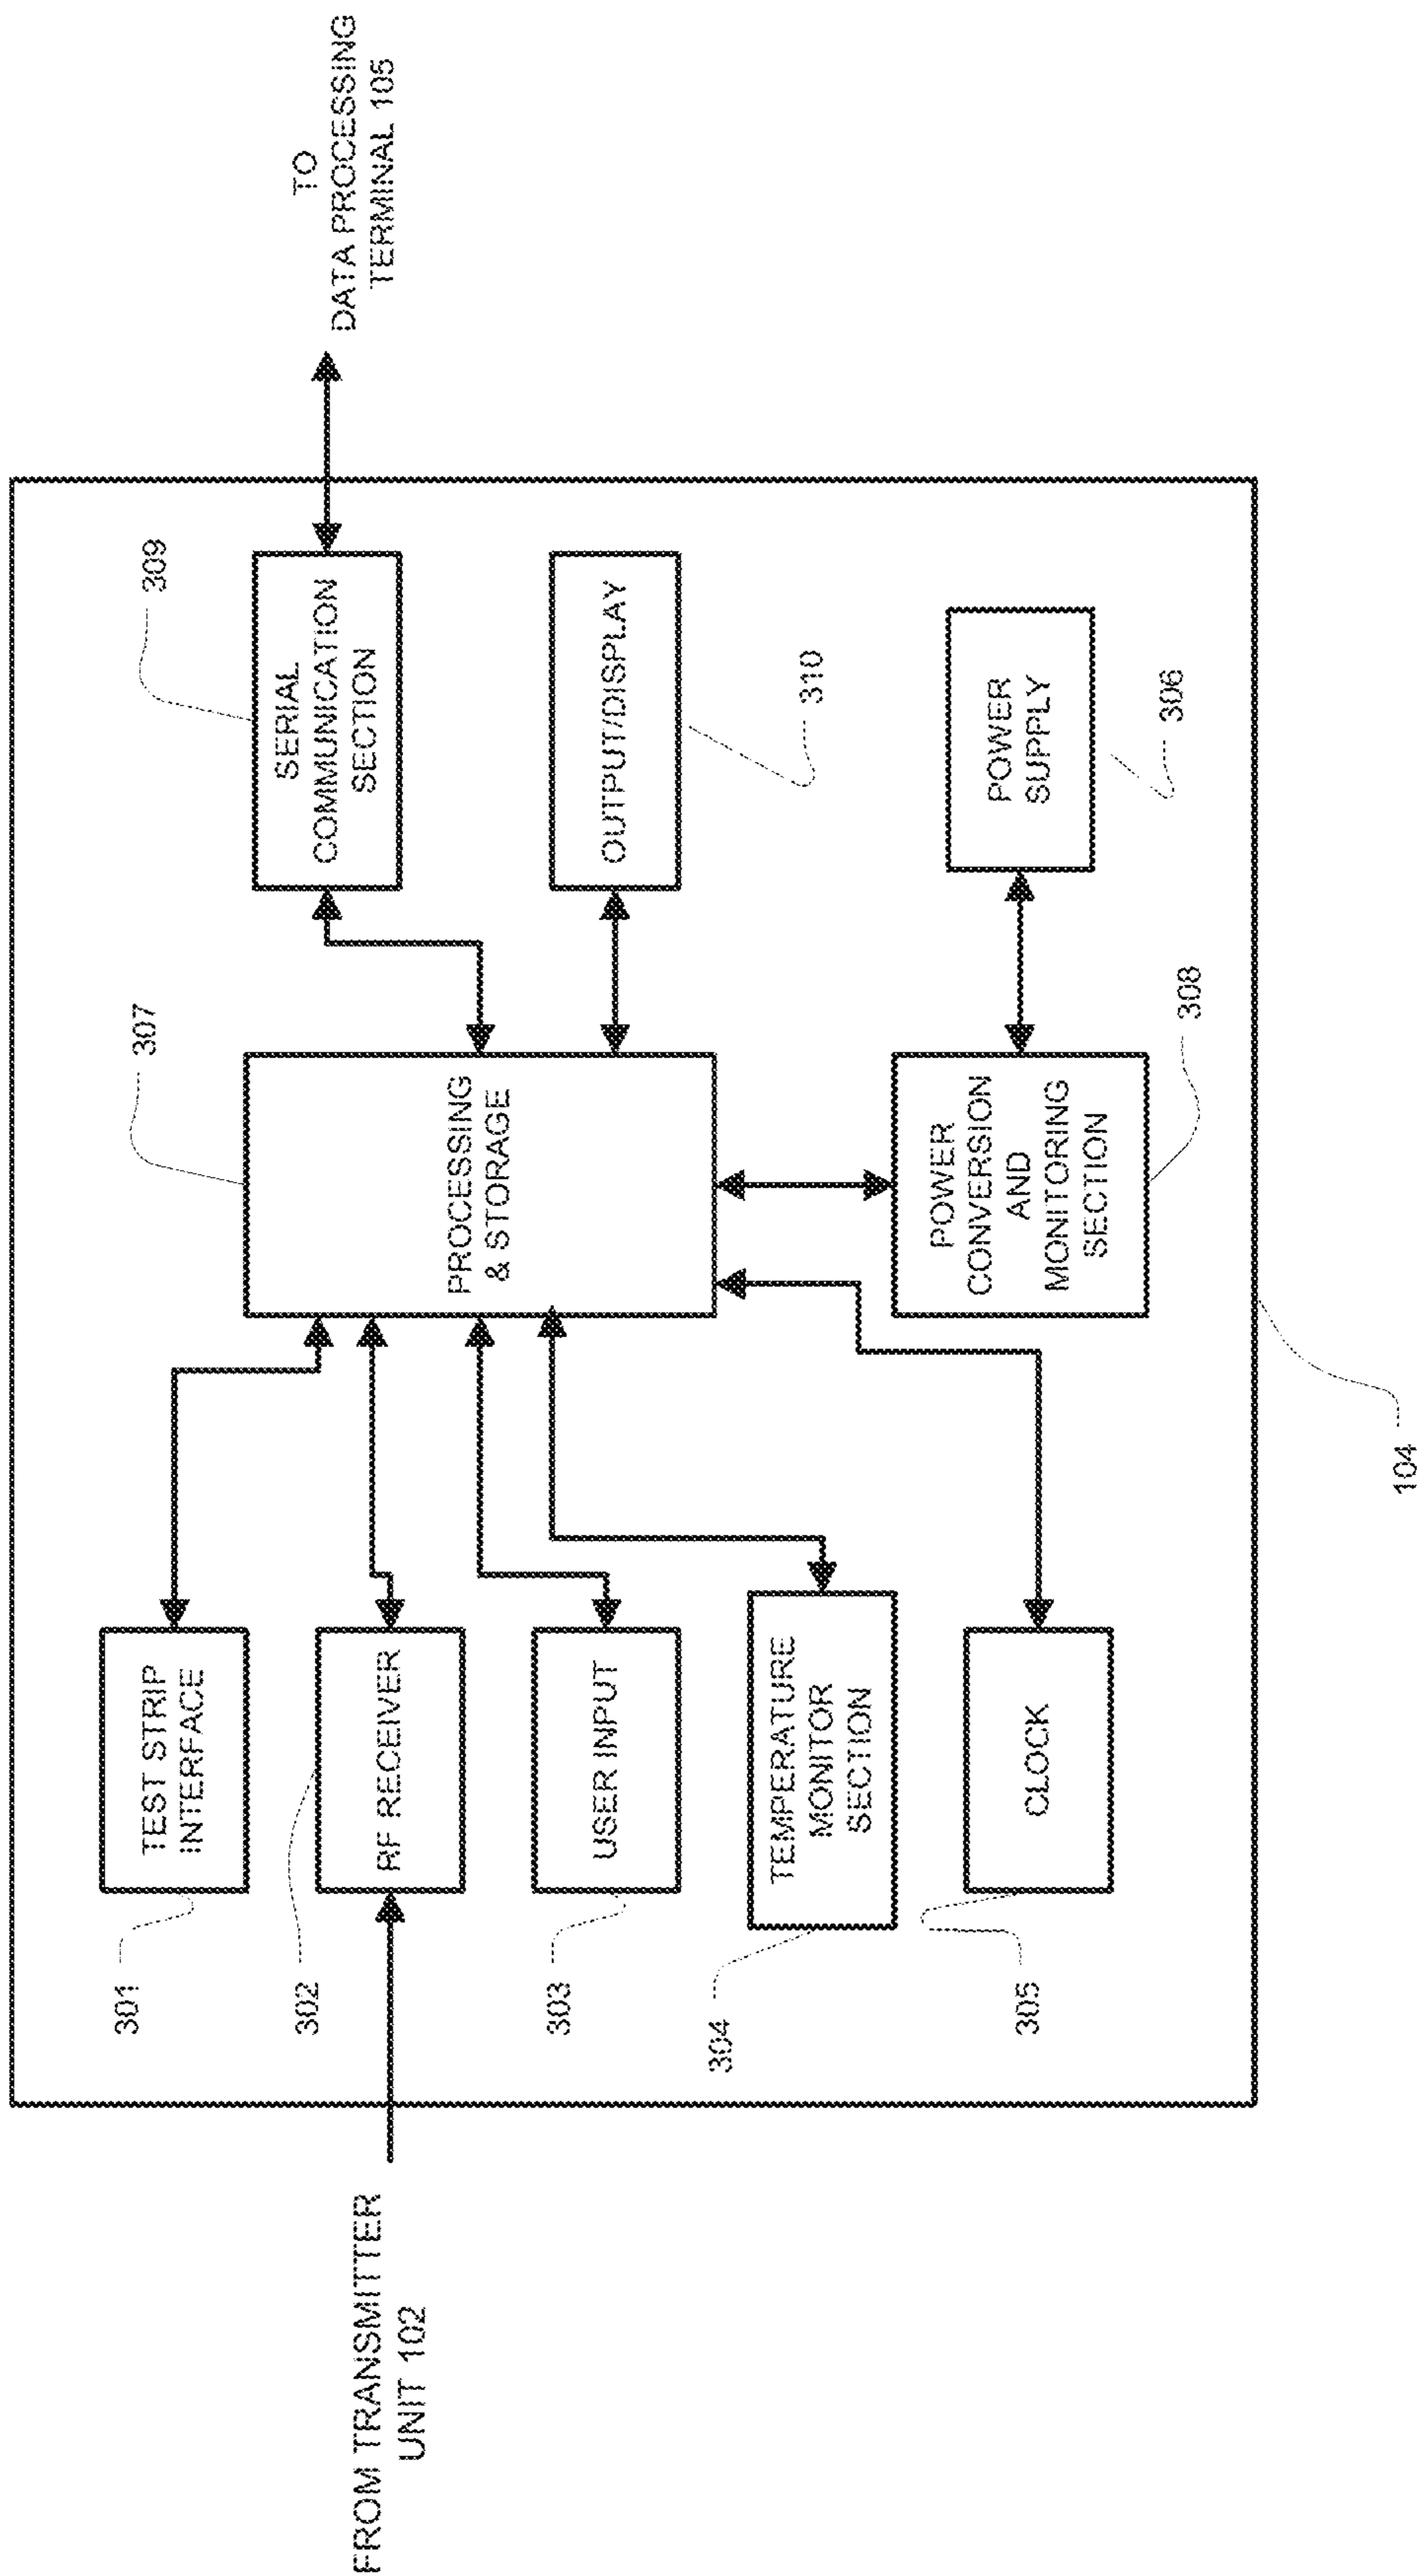 TO
DATA PROCESSING
TERMINAL 105
309
SERIAL
COMMUNICATION
SECTION
OUTPUT/DISPLAY
310
POWER
SUPPLY
306
307
PROCESSING
& STORAGE
POWER
CONVERSION
AND
MONITORING
SECTION
308
TEST STRIP
INTERFACE
301
RF RECEIVER
302
USER INPUT
303
TEMPERATURE
MONITOR
SECTION
304
CLOCK
305
104
FROM TRANSMITTER
UNIT 102